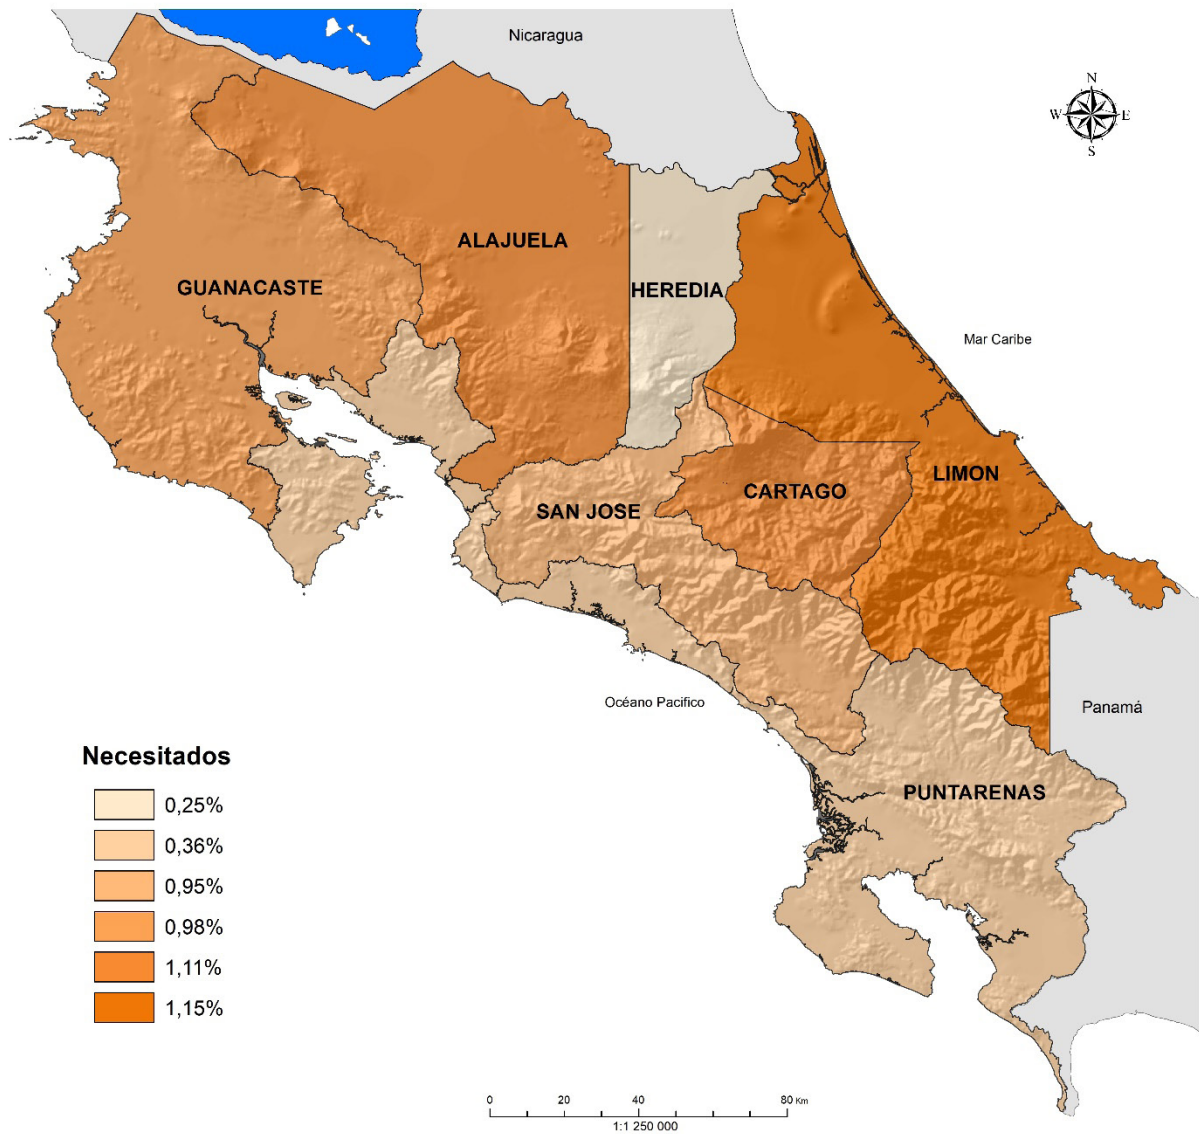 Nicaragua
N
W
E
S
ALAJUELA
GUANACASTE
HEREDIA
Mar Caribe
LIMON
CARTAGO
SAN JOSE
Océano Pacifico
Panamá
Necesitados
PUNTARENAS
0,25%
0,36%
0,95%
0,98%
1,11%
1,15%
0 20 40 80 Km
1:1 250 000